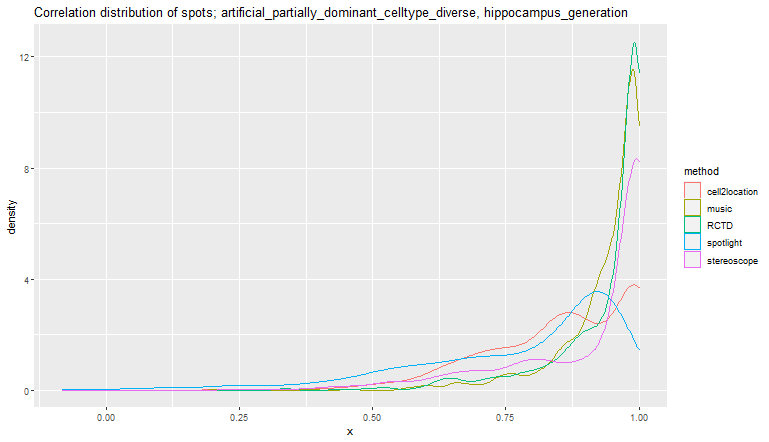 Correlation distribution of spots; artificial_partially_dominant_celltype_diverse, hippocampus_generation
12
8
4
0
density
0.00
0.25
0.50
0.75
1.00
x
method
cell2location
music
RCTD
spotlight
stereoscope